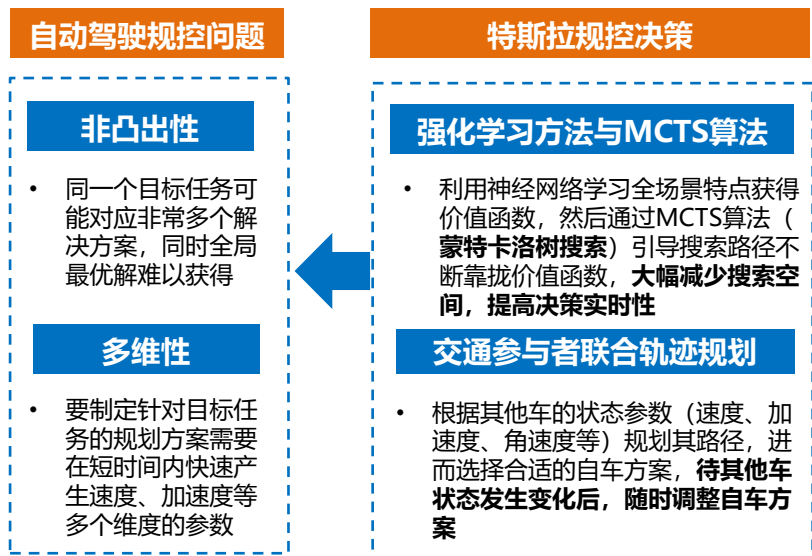 自动驾驶规控问题
非凸出性
• 同一个目标任务可
能对应非常多个解
决方案，同时全局
最优解难以获得
多维性
• 要制定针对目标任
务的规划方案需要
在短时间内快速产
生速度、加速度等
多个维度的参数
特斯拉规控决策
强化学习方法与MCTS算法
• 利用神经网络学习全场景特点获得
价值函数，然后通过MCTS算法（
蒙特卡洛树搜索）引导搜索路径不
断靠拢价值函数，大幅减少搜索空
间，提高决策实时性
交通参与者联合轨迹规划
• 根据其他车的状态参数（速度、加
速度、角速度等）规划其路径，进
而选择合适的自车方案，待其他车
状态发生变化后，随时调整自车方
案